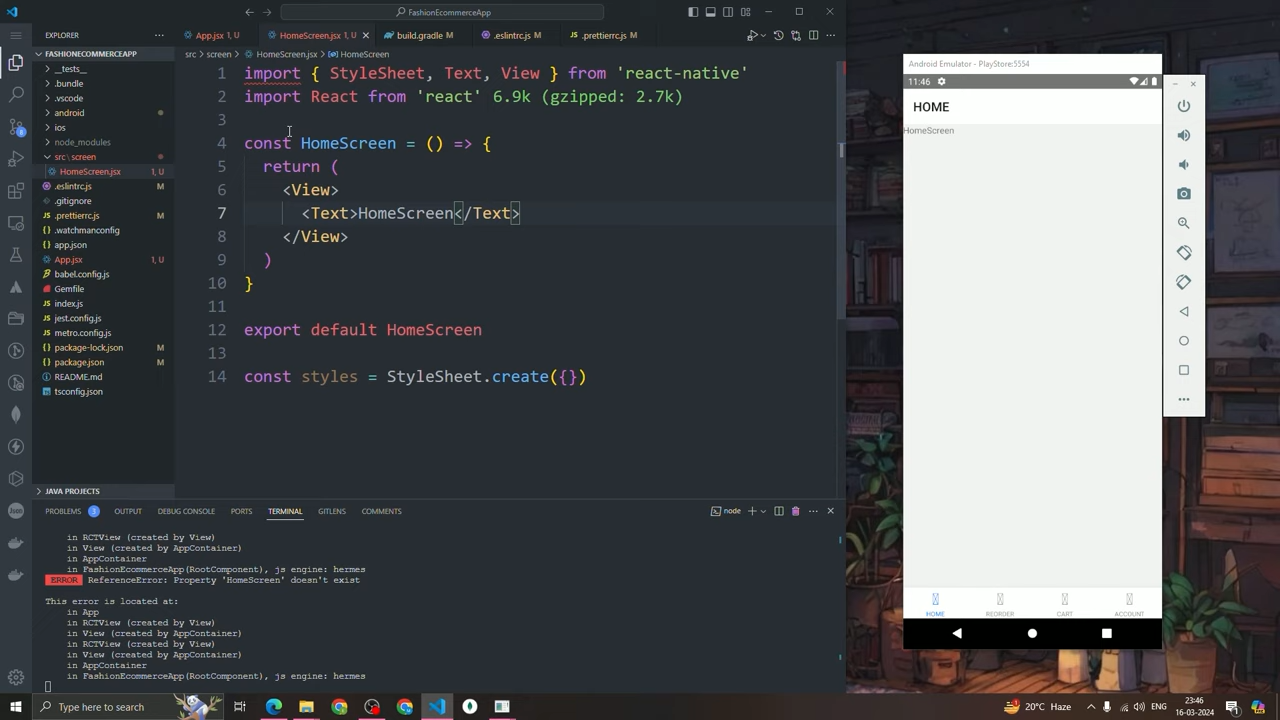 FashionEcommerceApp
EXPLORER
App.jsx 1, U
HomeScreen.jsx 1, U
build.gradle M
.eslintrc.js M
.prettierrc.js M
src > screen > HomeScreen.jsx > HomeScreen
FASHIONECOMMERCEAPP
__tests__
.bundle
.vscode
android
ios
node_modules
src\screen
HomeScreen.jsx 1, U
.eslintrc.js M
.gitignore
.prettierrc.js M
.watchmanconfig
app.json
App.jsx 1, U
babel.config.js
Gemfile
index.js
jest.config.js
metro.config.js
package-lock.json M
package.json M
README.md
tsconfig.json
JAVA PROJECTS
1 import { StyleSheet, Text, View } from 'react-native'
2 import React from 'react' 6.9k (gzipped: 2.7k)
3
4 const HomeScreen = () => {
5 return (
6 <View>
7 <Text>HomeScreen</Text>
8 </View>
9 )
10 }
11
12 export default HomeScreen
13
14 const styles = StyleSheet.create({})
PROBLEMS 3 OUTPUT DEBUG CONSOLE PORTS TERMINAL GITLENS COMMENTS
node
in RCTView (created by View)
in View (created by AppContainer)
in AppContainer
in FashionEcommerceApp(RootComponent), js engine: hermes
ERROR ReferenceError: Property 'HomeScreen' doesn't exist
This error is located at:
in App
in RCTView (created by View)
in View (created by AppContainer)
in RCTView (created by View)
in View (created by AppContainer)
in AppContainer
in FashionEcommerceApp(RootComponent), js engine: hermes
Android Emulator - PlayStore:5554
11:46
HOME
HomeScreen
HOME REORDER CART ACCOUNT
Type here to search
20°C Haze
23:46
16-03-2024